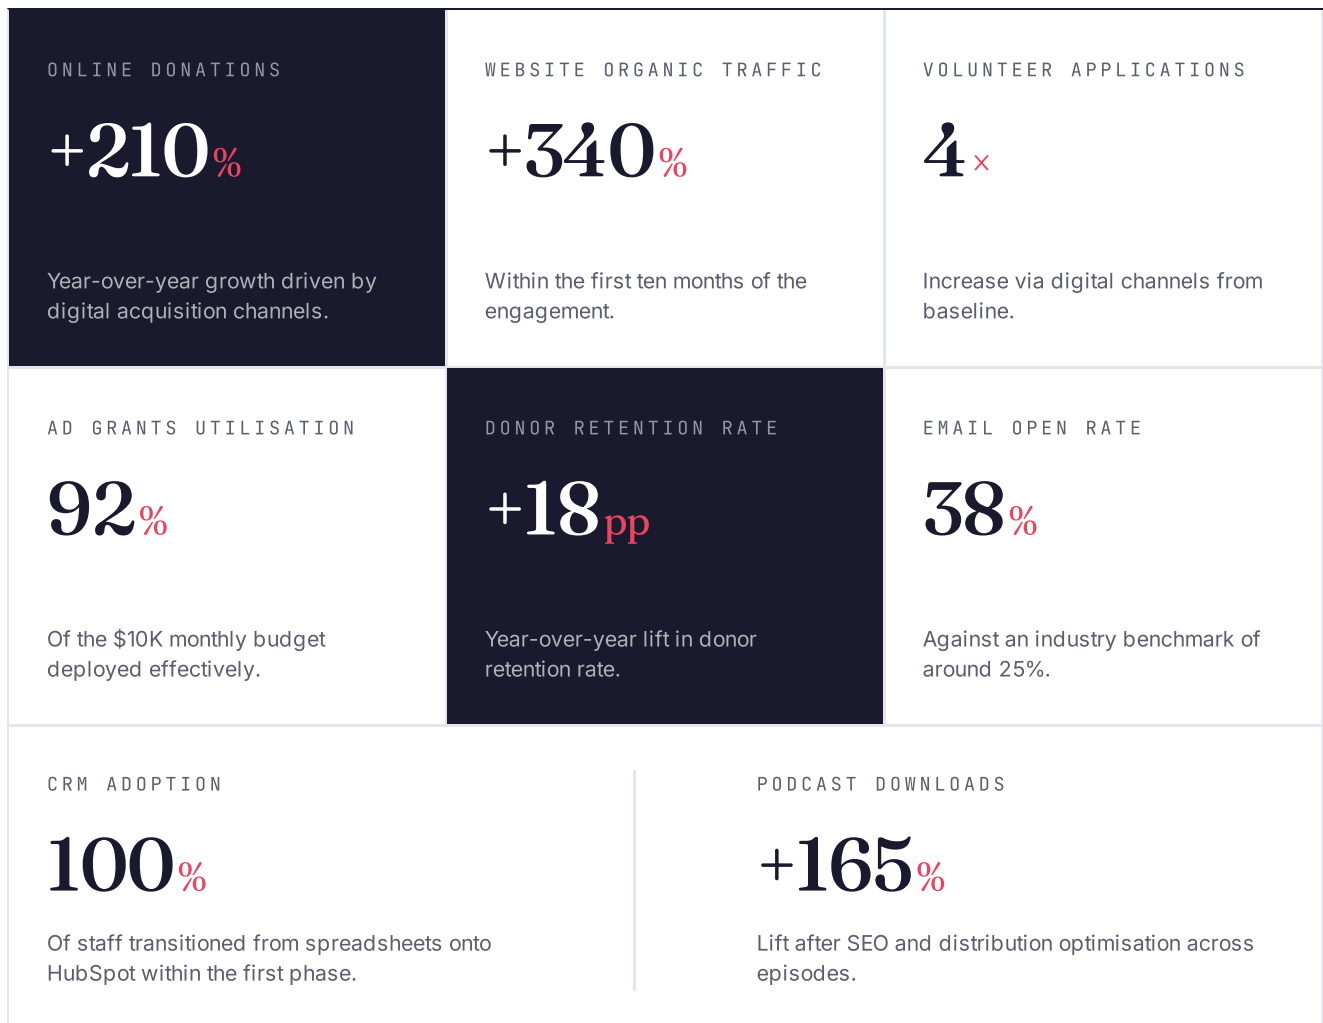 ONLINE DONATIONS
+210%
Year-over-year growth driven by
digital acquisition channels.
WEBSITE ORGANIC TRAFFIC
+340%
Within the first ten months of the
engagement.
VOLUNTEER APPLICATIONS
4×
Increase via digital channels from
baseline.
AD GRANTS UTILISATION
92%
Of the $10K monthly budget
deployed effectively.
DONOR RETENTION RATE
+18pp
Year-over-year lift in donor
retention rate.
EMAIL OPEN RATE
38%
Against an industry benchmark of
around 25%.
CRM ADOPTION
100%
Of staff transitioned from spreadsheets onto
HubSpot within the first phase.
PODCAST DOWNLOADS
+165%
Lift after SEO and distribution optimisation across
episodes.